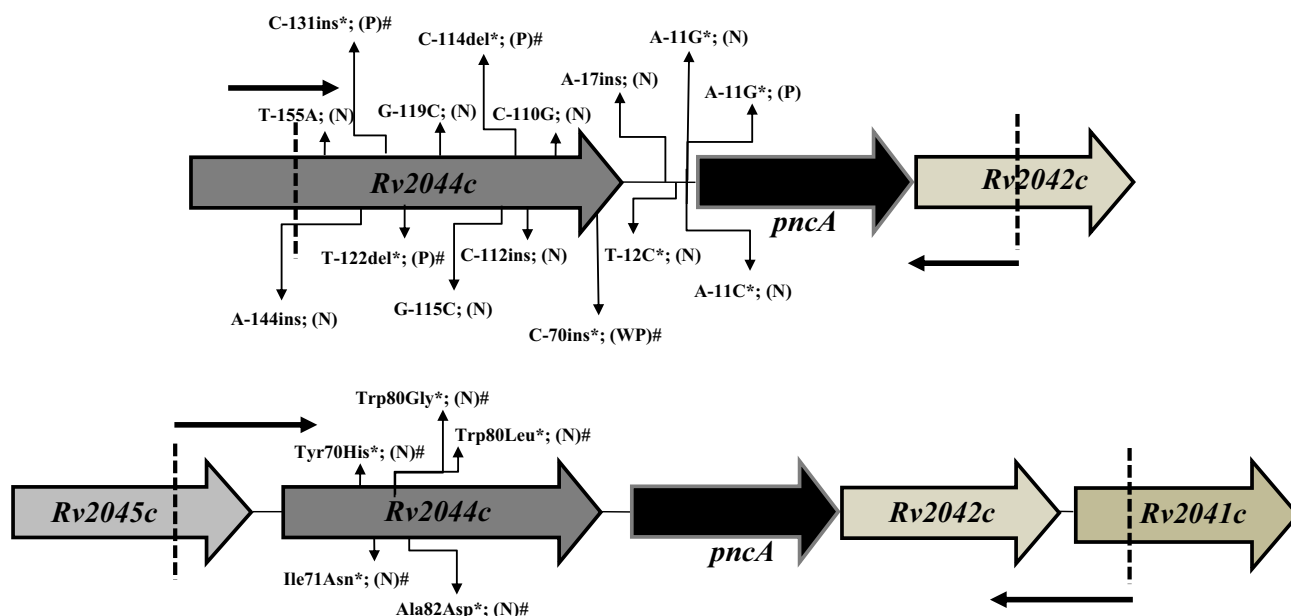 C-131ins*; (P)#
C-114del*; (P)#
A-11G*; (N)
A-17ins; (N)
A-11G*; (P)
T-155A; (N)
G-119C; (N)
C-110G; (N)
Rv2044c
Rv2042c
pncA
T-122del*; (P)#
C-112ins; (N)
T-12C*; (N)
A-11C*; (N)
A-144ins; (N)
G-115C; (N)
C-70ins*; (WP)#
Trp80Gly*; (N)#
Tyr70His*; (N)#
Trp80Leu*; (N)#
Rv2045c
Rv2044c
Rv2042c
Rv2041c
pncA
Ile71Asn*; (N)#
Ala82Asp*; (N)#